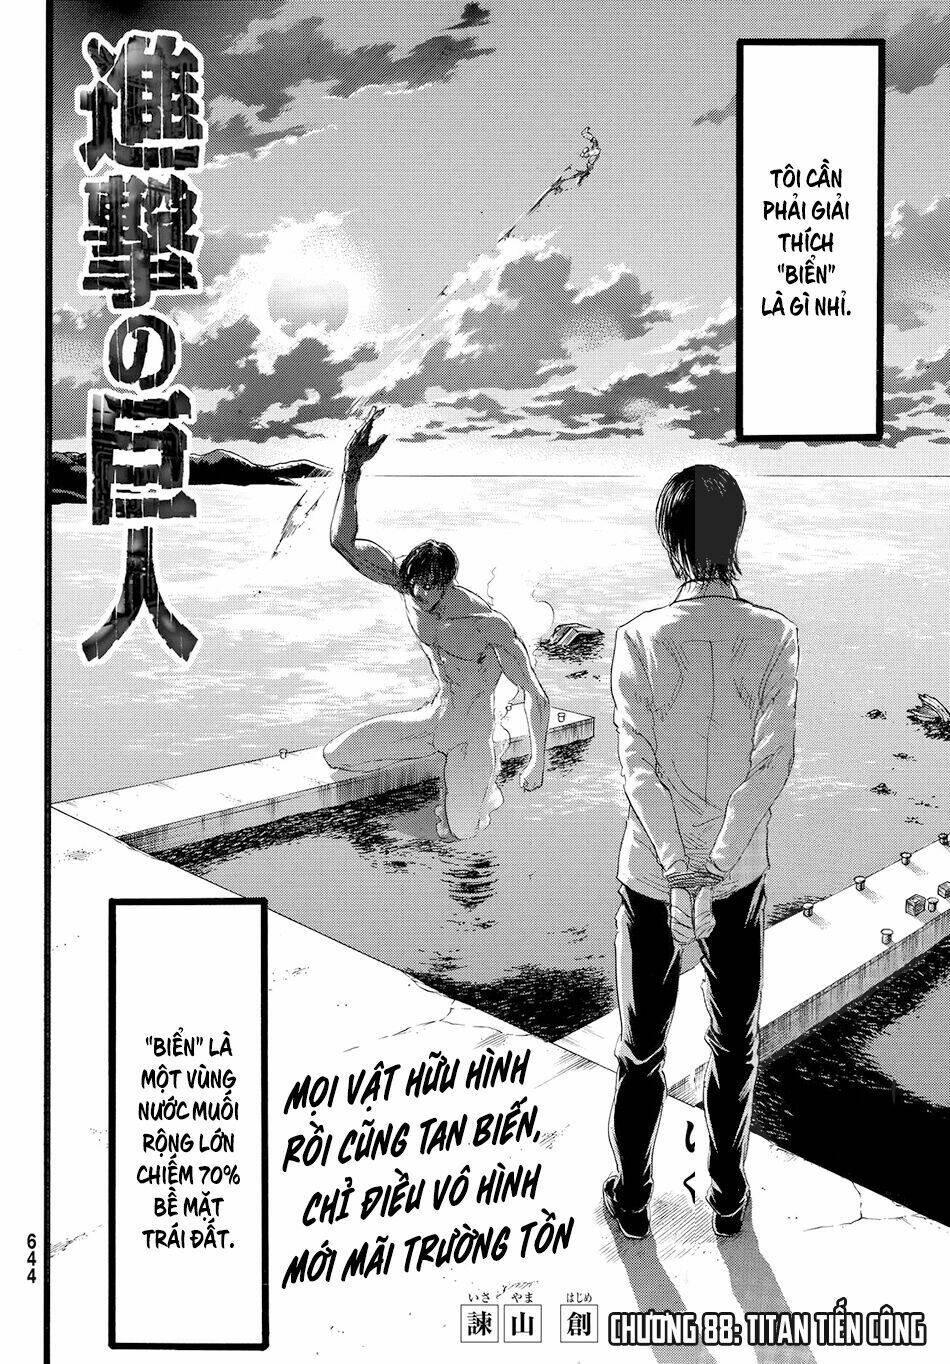 進撃の巨人
TÔI CẦN
PHẢI GIẢI
THÍCH
"BIỂN"
LÀ GÌ NHỈ.
"BIỂN" LÀ
MỘT VÙNG
NƯỚC MUỐI
RỘNG LỚN
CHIẾM 70%
BỀ MẶT
TRÁI ĐẤT.
MỌI VẬT HỮU HÌNH
RỒI CŨNG TAN BIẾN,
CHỈ ĐIỀU VÔ HÌNH
MỚI MÃI TRƯỜNG TỒN
いさ やま はじめ
諫山 創
CHƯƠNG 88: TITAN TIẾN CÔNG
644